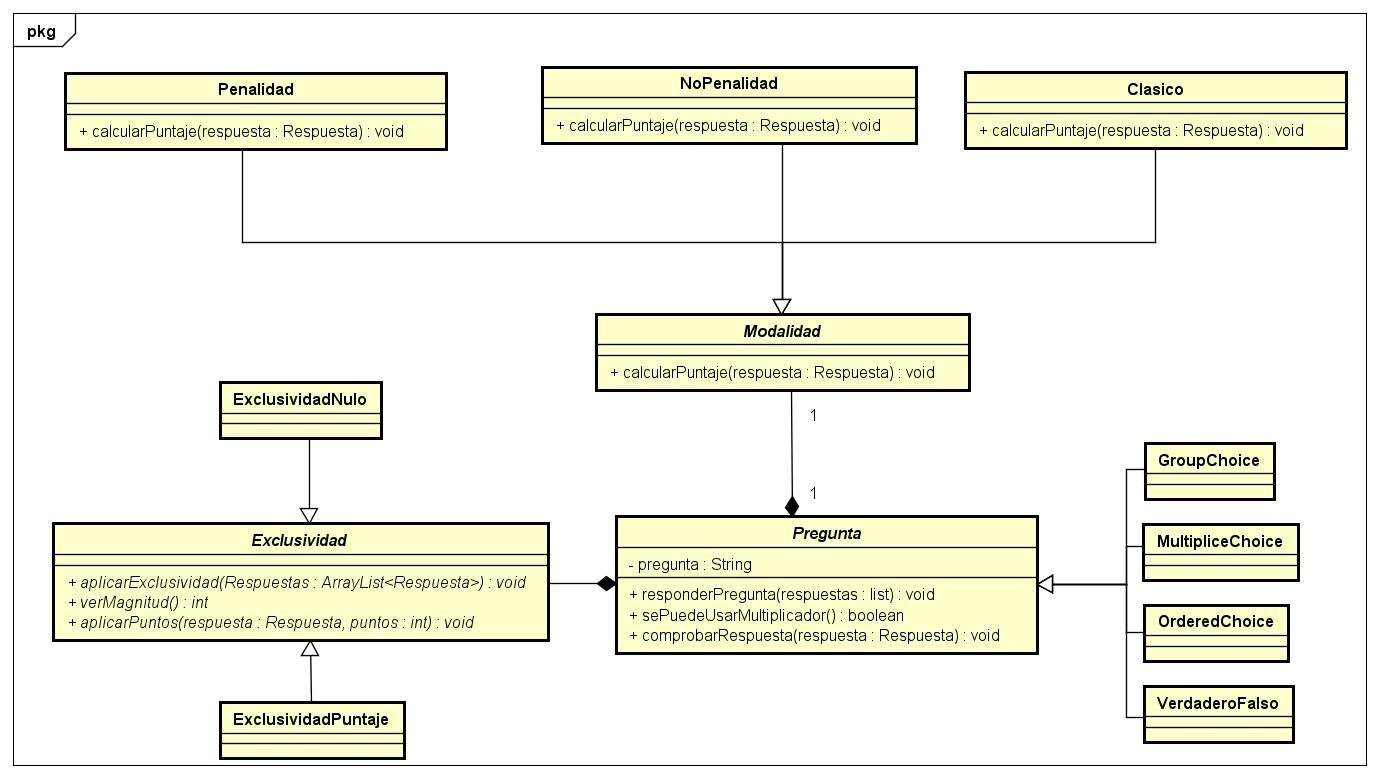 pkg
Penalidad
+ calcularPuntaje(respuesta : Respuesta) : void
NoPenalidad
+ calcularPuntaje(respuesta : Respuesta) : void
Clasico
+ calcularPuntaje(respuesta : Respuesta) : void
Modalidad
+ calcularPuntaje(respuesta : Respuesta) : void
1
1
ExclusividadNulo
Exclusividad
+ aplicarExclusividad(Respuestas : ArrayList<Respuesta>) : void
+ verMagnitud() : int
+ aplicarPuntos(respuesta : Respuesta, puntos : int) : void
ExclusividadPuntaje
Pregunta
- pregunta : String
+ responderPregunta(respuestas : list) : void
+ sePuedeUsarMultiplicador() : boolean
+ comprobarRespuesta(respuesta : Respuesta) : void
GroupChoice
MultipliceChoice
OrderedChoice
VerdaderoFalso